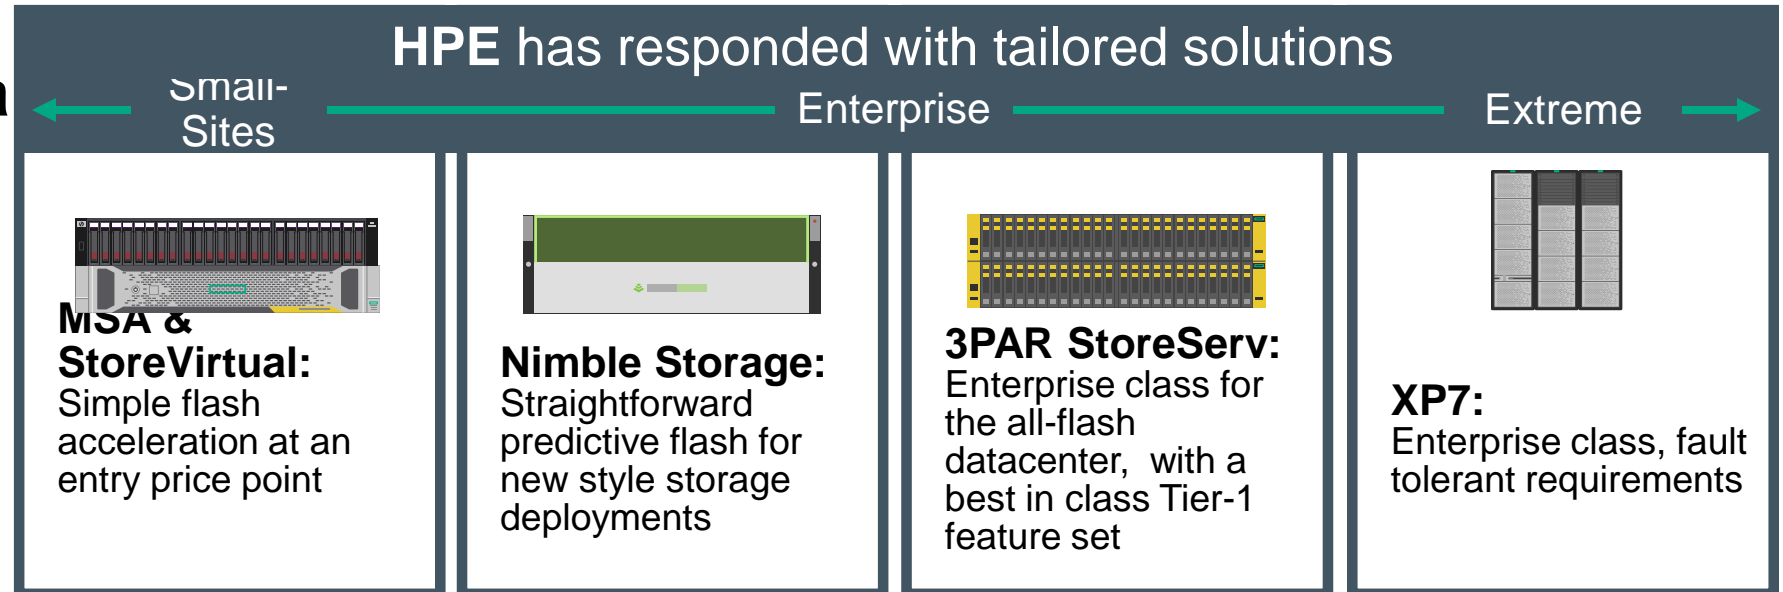 HPE has responded with tailored solutions
Small-
Sites
Enterprise
Extreme
MSA &
StoreVirtual:
Simple flash
acceleration at an
entry price point
Nimble Storage:
Straightforward
predictive flash for
new style storage
deployments
3PAR StoreServ:
Enterprise class for
the all-flash
datacenter,  with a
best in class Tier-1
feature set
XP7:
Enterprise class, fault
tolerant requirements